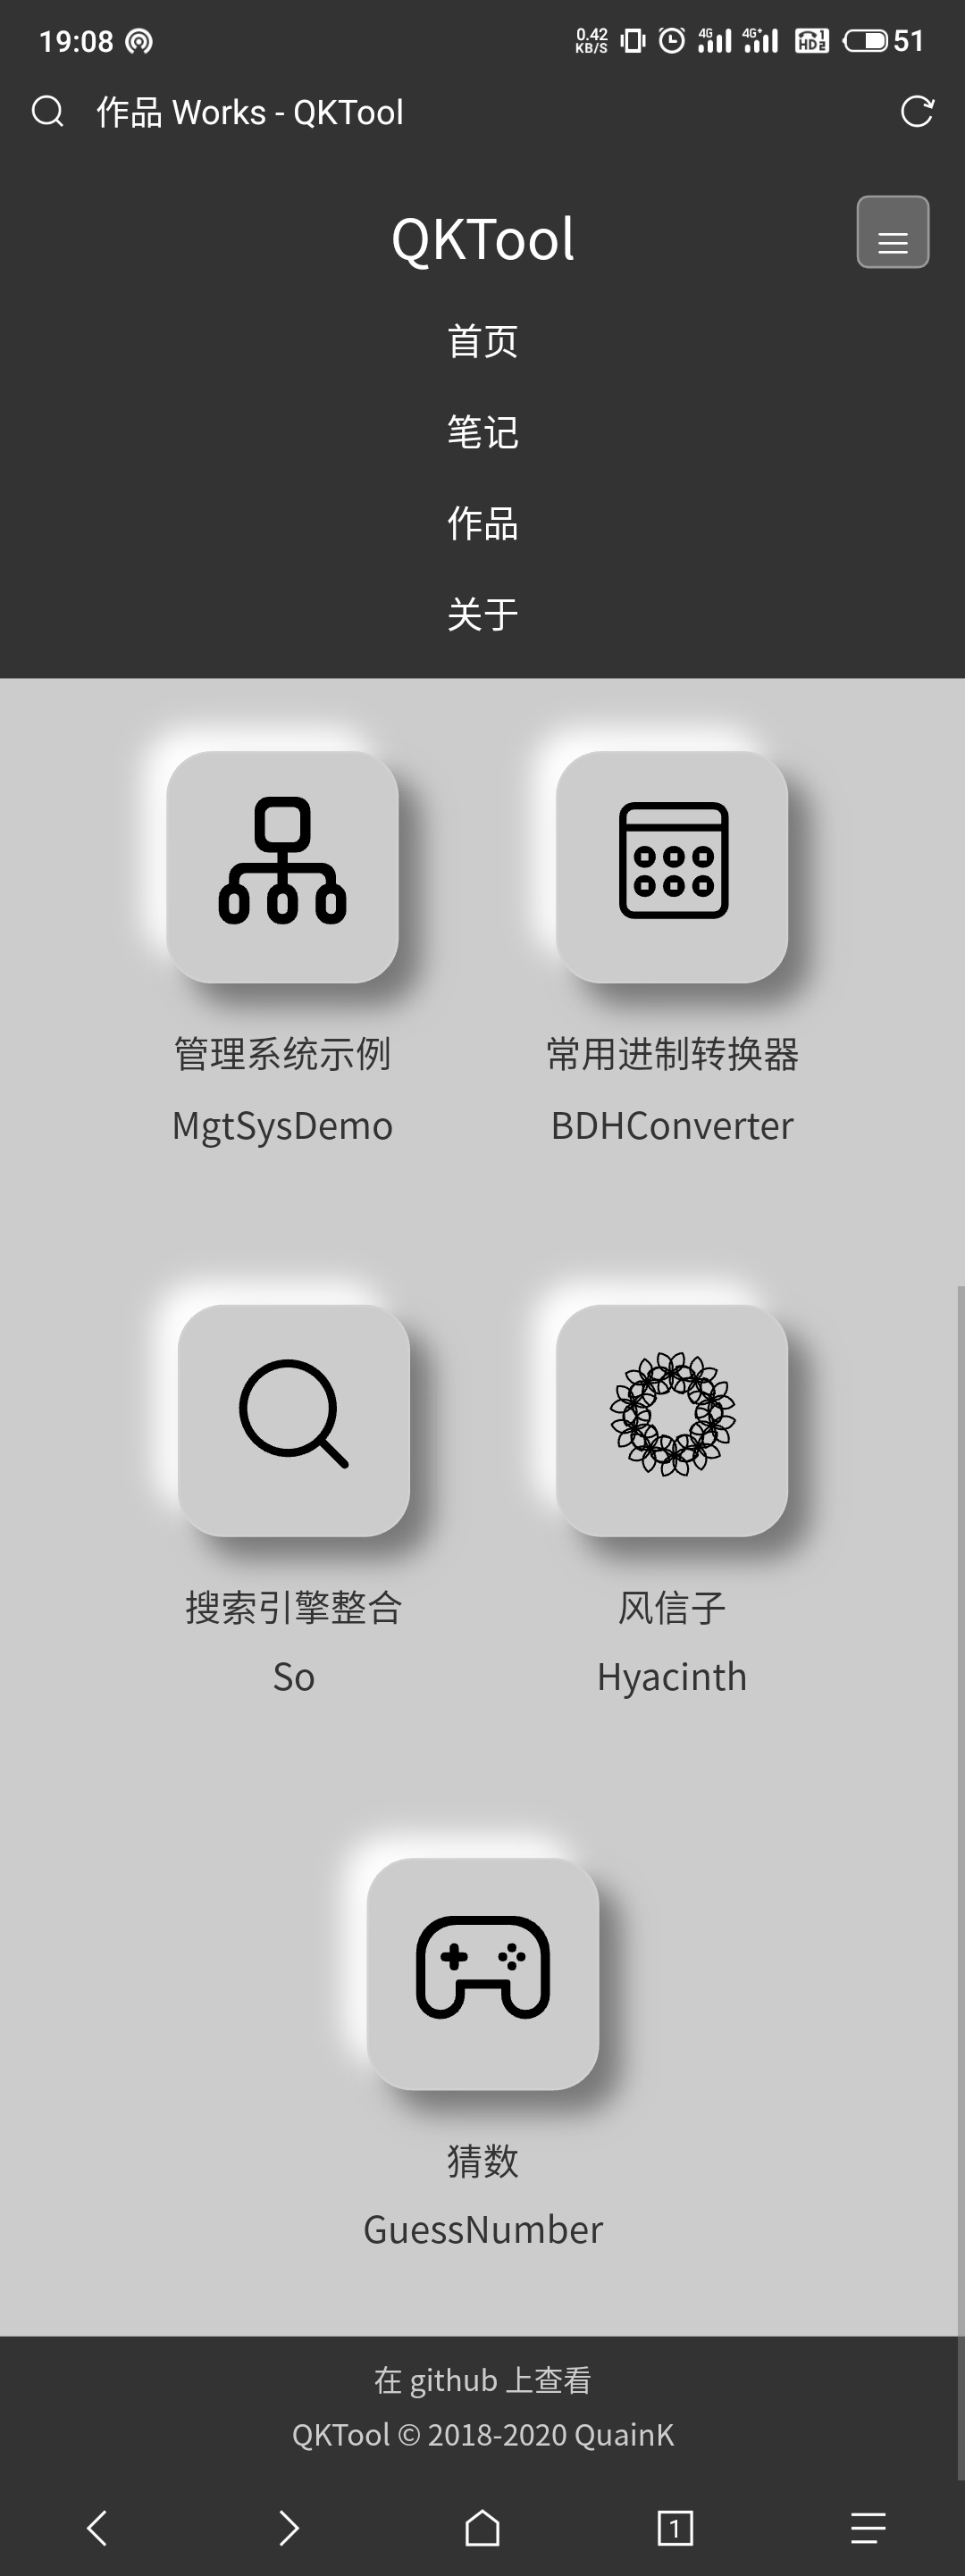 19:08
0.42 KB/S
4G
4G+
HD 1 2
51
作品 Works - QKTool
QKTool
首页
笔记
作品
关于
管理系统示例
MgtSysDemo
常用进制转换器
BDHConverter
搜索引擎整合
So
风信子
Hyacinth
猜数
GuessNumber
在 github 上查看
QKTool © 2018-2020 QuainK
1